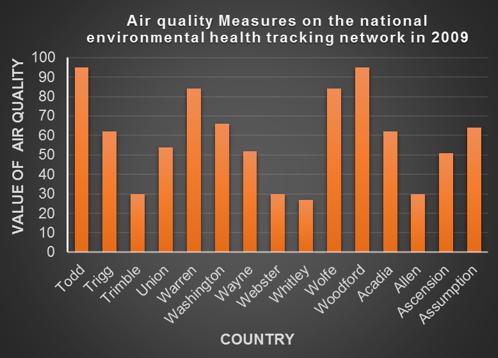 Air quality Measures on the national
environmental health tracking network in 2009
VALUE OF AIR QUALITY
100
90
80
70
60
50
40
30
20
10
0
Todd
Trigg
Trimble
Union
Warren
Washington
Wayne
Webster
Whitley
Wolfe
Woodford
Acadia
Allen
Ascension
Assumption
COUNTRY